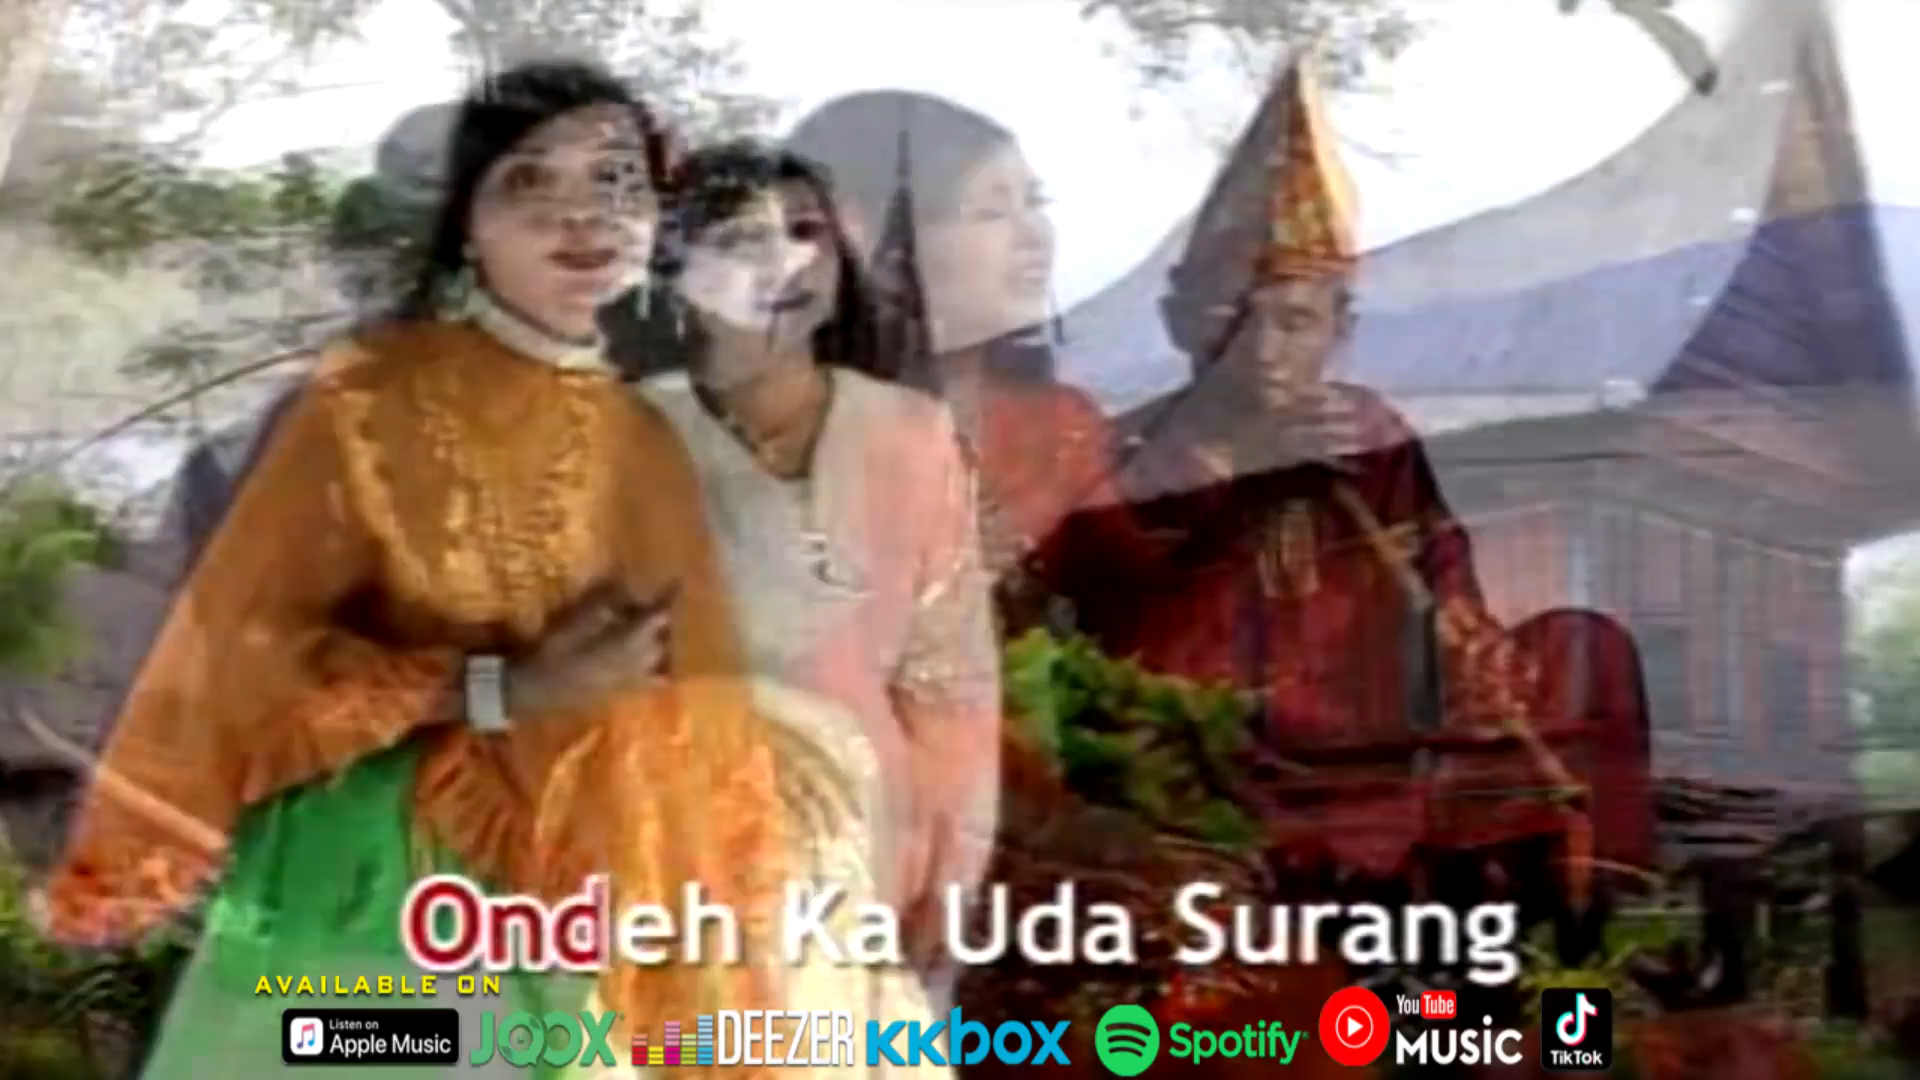 Ondeh Ka Uda Surang
AVAILABLE ON
Listen on
Apple Music
JOOX
DEEZER
KKBOX
Spotify
YouTube
MUSIC
TikTok